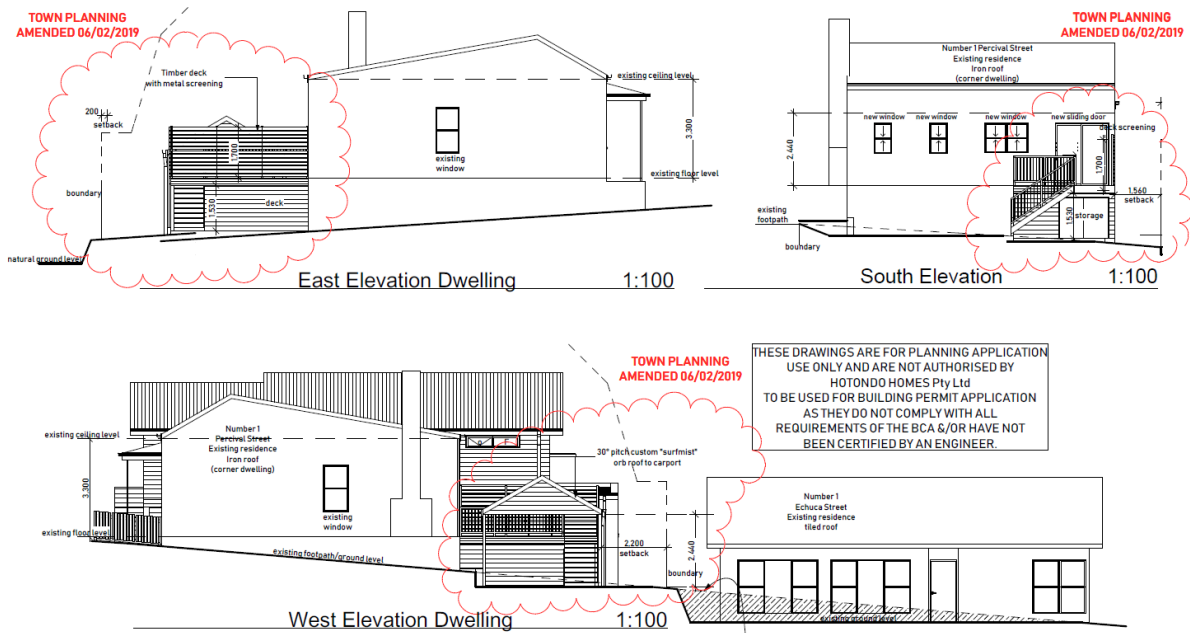 TOWN PLANNING
AMENDED 06/02/2019
Timber deck
with metal screening
200
setback
1.700
boundary
1.530
deck
natural ground level
existing
window
existing ceiling level
3.300
existing floor level
East Elevation Dwelling
1:100
TOWN PLANNING
AMENDED 06/02/2019
Number 1 Percival Street
Existing residence
Iron roof
(corner dwelling)
new window
new window
new window
new sliding door
deck screening
2.440
1.700
1.560
setback
existing
footpath
boundary
1.530
storage
South Elevation
1:100
TOWN PLANNING
AMENDED 06/02/2019
existing ceiling level
Number 1
Percival Street
Existing residence
Iron roof
(corner dwelling)
3.300
existing
window
existing floor level
existing footpath/ground level
30° pitch custom "surfmist"
orb roof to carport
2.200
setback
2.440
boundary
West Elevation Dwelling
1:100
THESE DRAWINGS ARE FOR PLANNING APPLICATION
USE ONLY AND ARE NOT AUTHORISED BY
HOTONDO HOMES Pty Ltd
TO BE USED FOR BUILDING PERMIT APPLICATION
AS THEY DO NOT COMPLY WITH ALL
REQUIREMENTS OF THE BCA &/OR HAVE NOT
BEEN CERTIFIED BY AN ENGINEER.
Number 1
Echuca Street
Existing residence
tiled roof
existing ground level